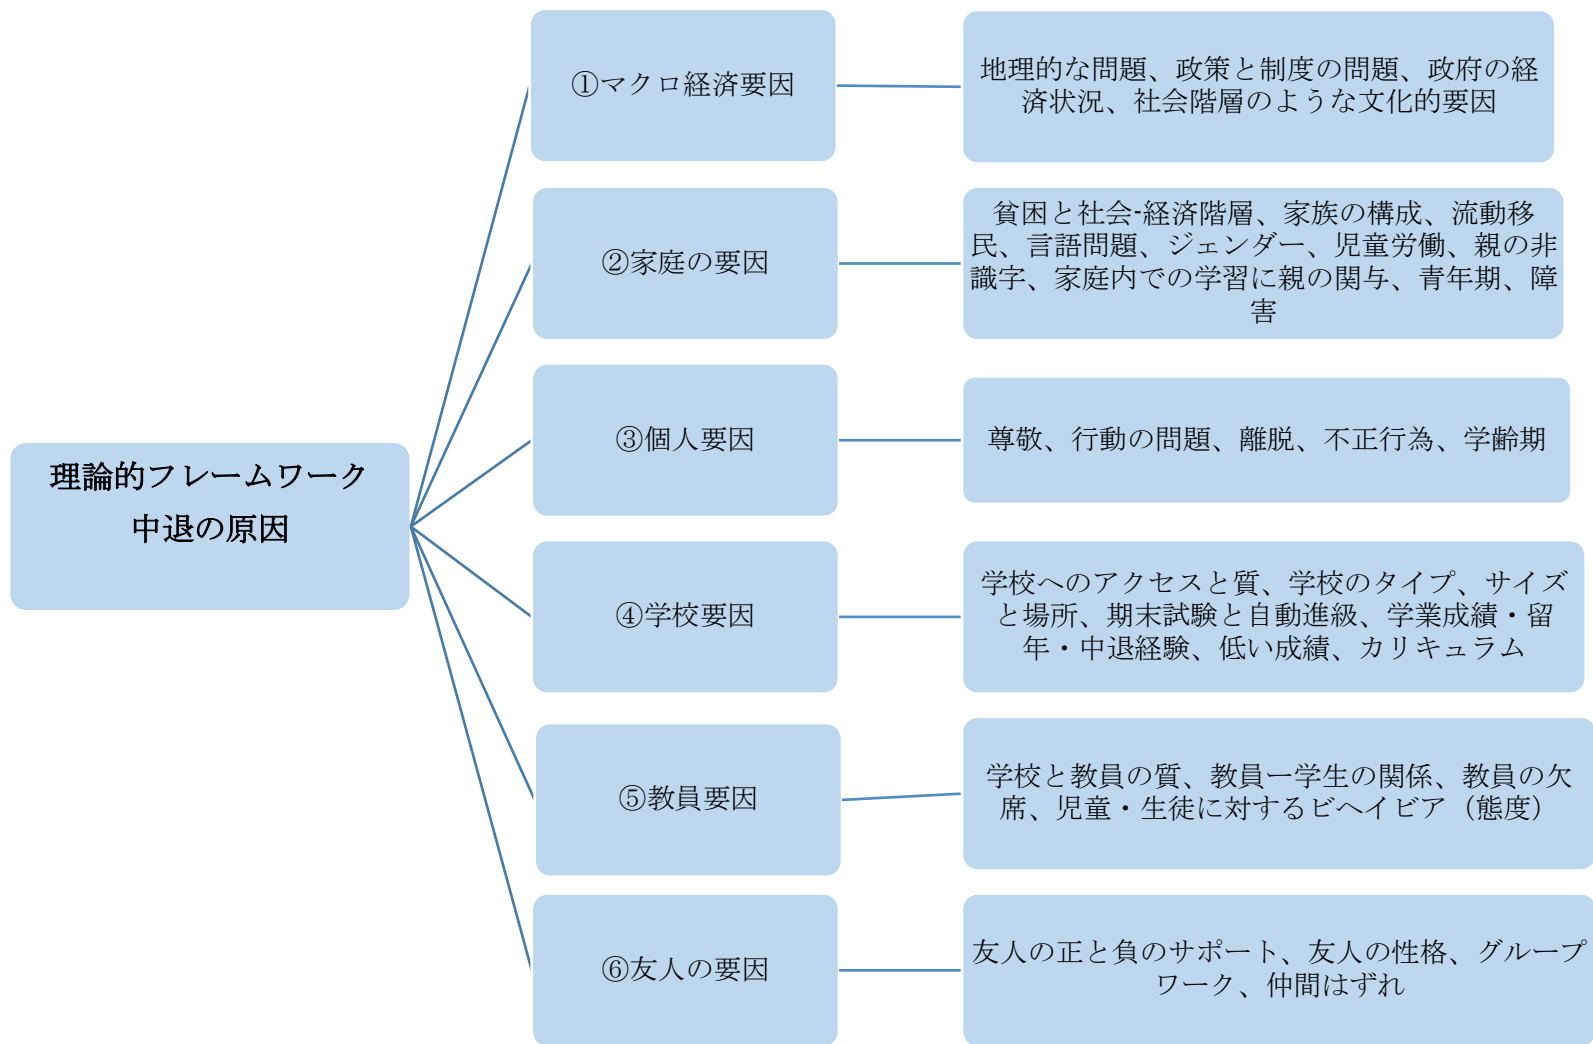 理論的フレームワーク
中退の原因
①マクロ経済要因
地理的な問題、政策と制度の問題、政府の経
済状況、社会階層のような文化的要因
②家庭の要因
貧困と社会-経済階層、家族の構成、流動移
民、言語問題、ジェンダー、児童労働、親の非
識字、家庭内での学習に親の関与、青年期、障
害
③個人要因
尊敬、行動の問題、離脱、不正行為、学齢期
④学校要因
学校へのアクセスと質、学校のタイプ、サイズ
と場所、期末試験と自動進級、学業成績・留
年・中退経験、低い成績、カリキュラム
⑤教員要因
学校と教員の質、教員ー学生の関係、教員の欠
席、児童・生徒に対するビヘイビア（態度）
⑥友人の要因
友人の正と負のサポート、友人の性格、グループ
ワーク、仲間はずれ